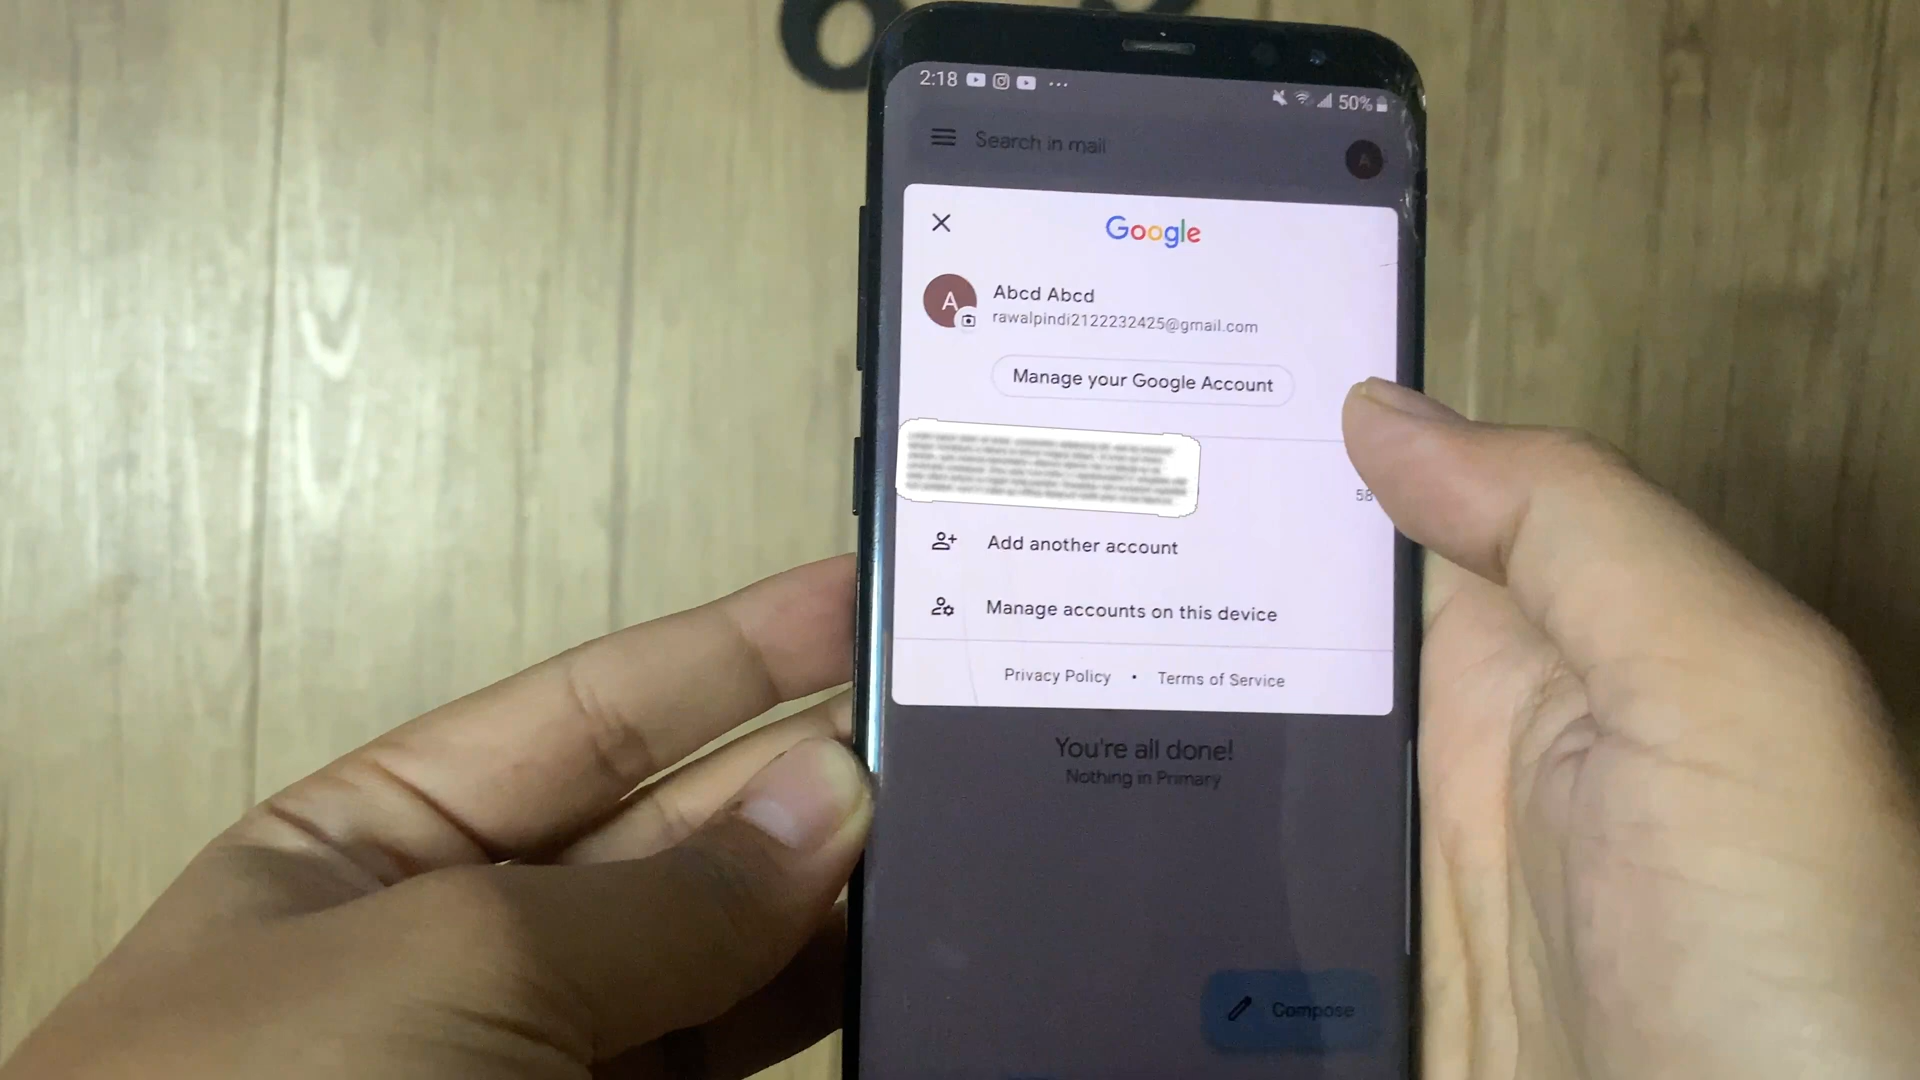 2:18
50%
Search in mail
A
Google
A
Abcd Abcd
rawalpindi2122232425@gmail.com
Manage your Google Account
58
Add another account
Manage accounts on this device
Privacy Policy • Terms of Service
You're all done!
Nothing in Primary
Compose